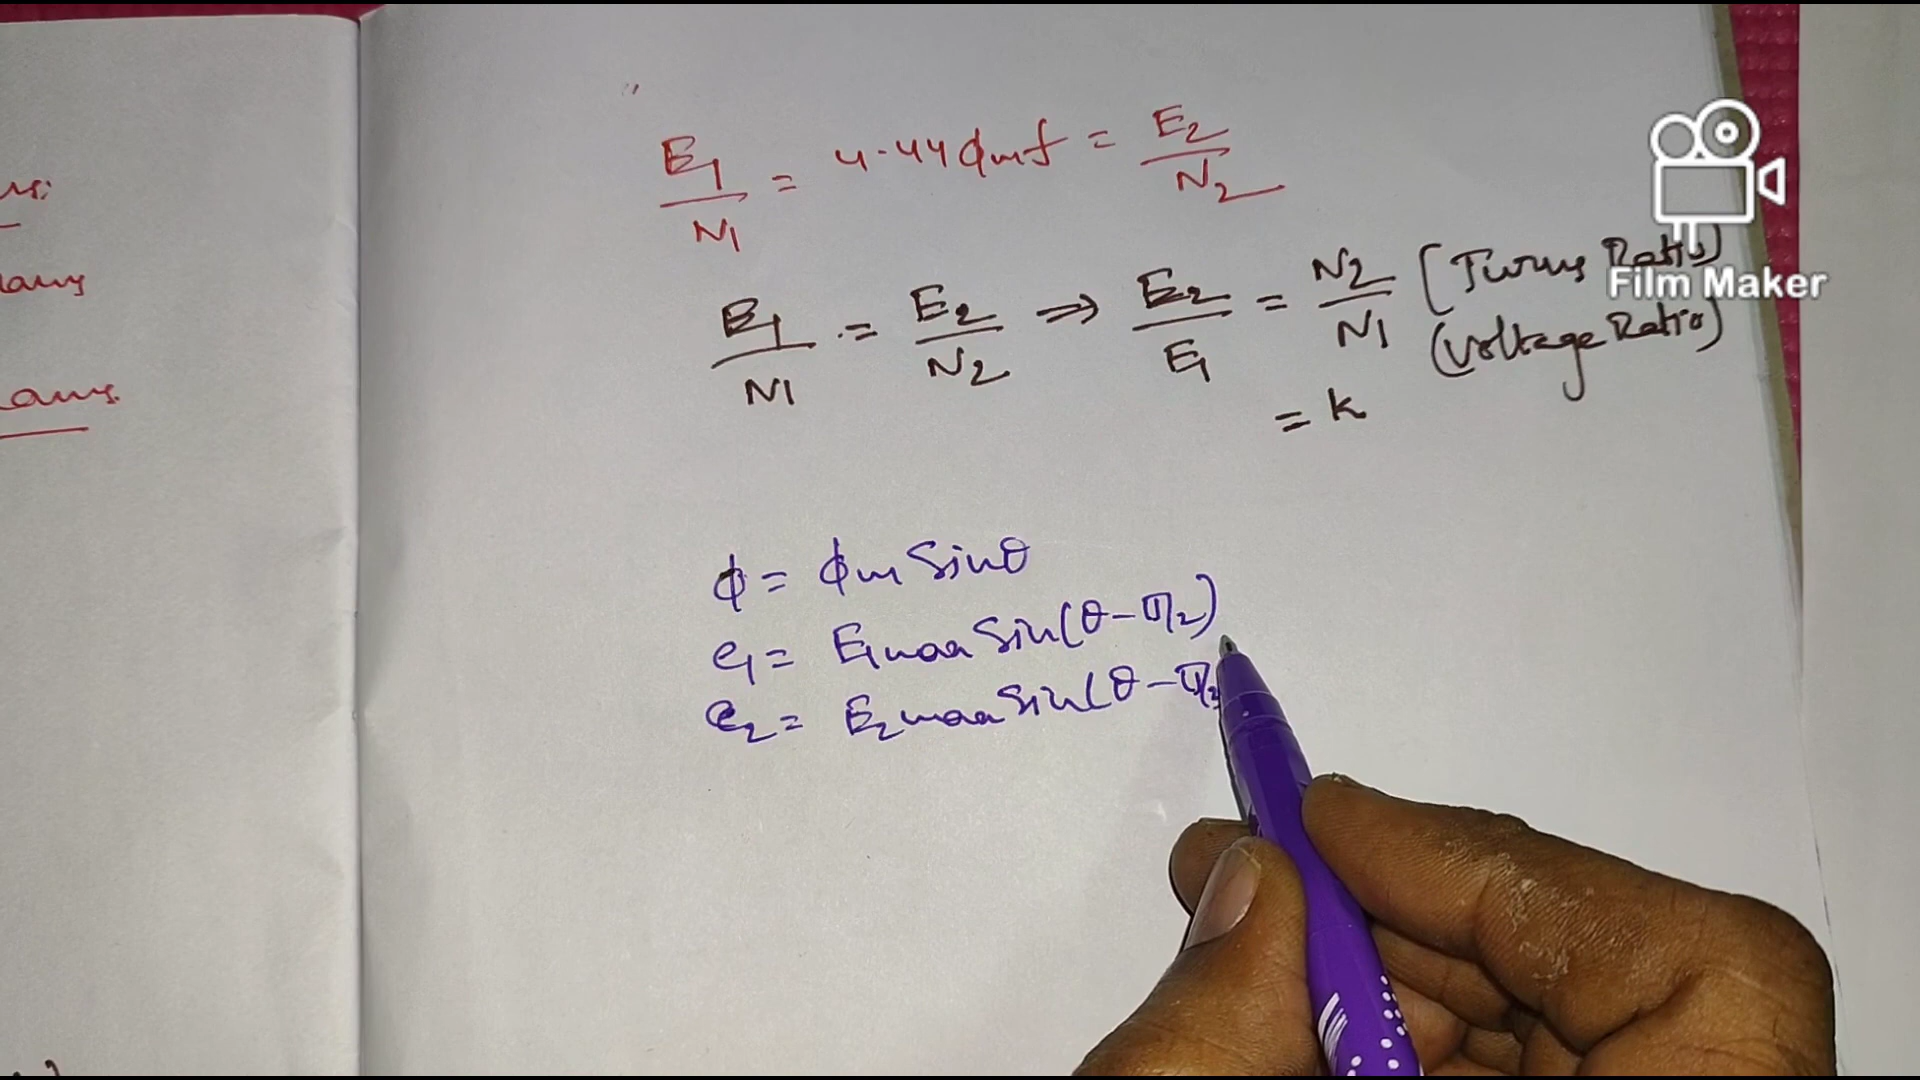 E1/N1 = 4.44 ϕm f = E2/N2
E1/N1 = E2/N2 ⇒ E2/E1 = N2/N1 (Turns Ratio)
(Voltage Ratio)
= k
ϕ = ϕm Sinθ
e1 = E1max Sin(θ - π/2)
e2 = E2max Sin(θ - π/2
Film Maker